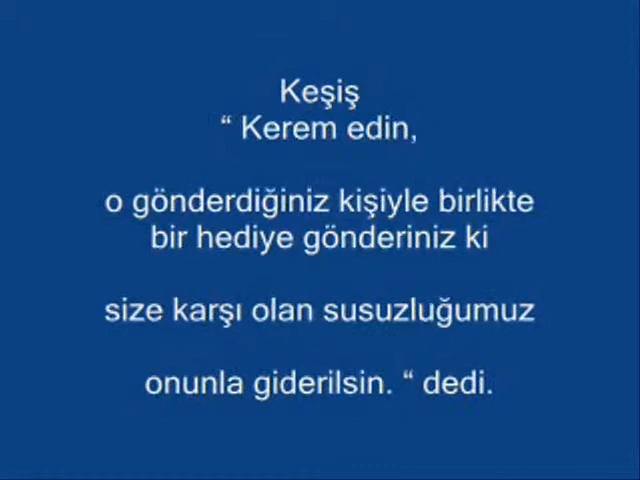 Keşiş
“ Kerem edin,
o gönderdiğiniz kişiyle birlikte
bir hediye gönderiniz ki
size karşı olan susuzluğumuz
onunla giderilsin. “ dedi.